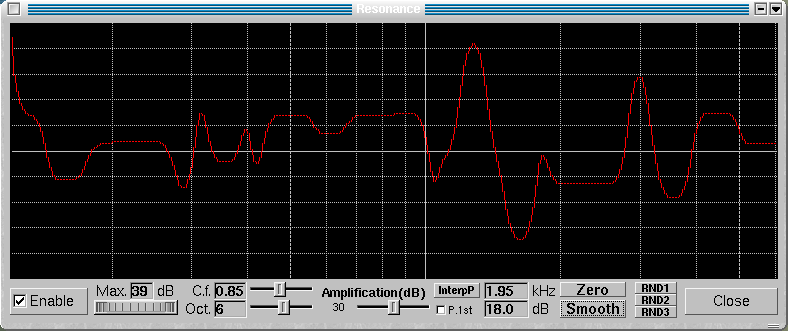 Resonance
Max. 39 dB C.f. 0.85 Amplification(dB) InterpP 1.95 kHz Zero RND1
Enable Oct. 6 30 P.1st 18.0 dB Smooth RND2 Close
RND3